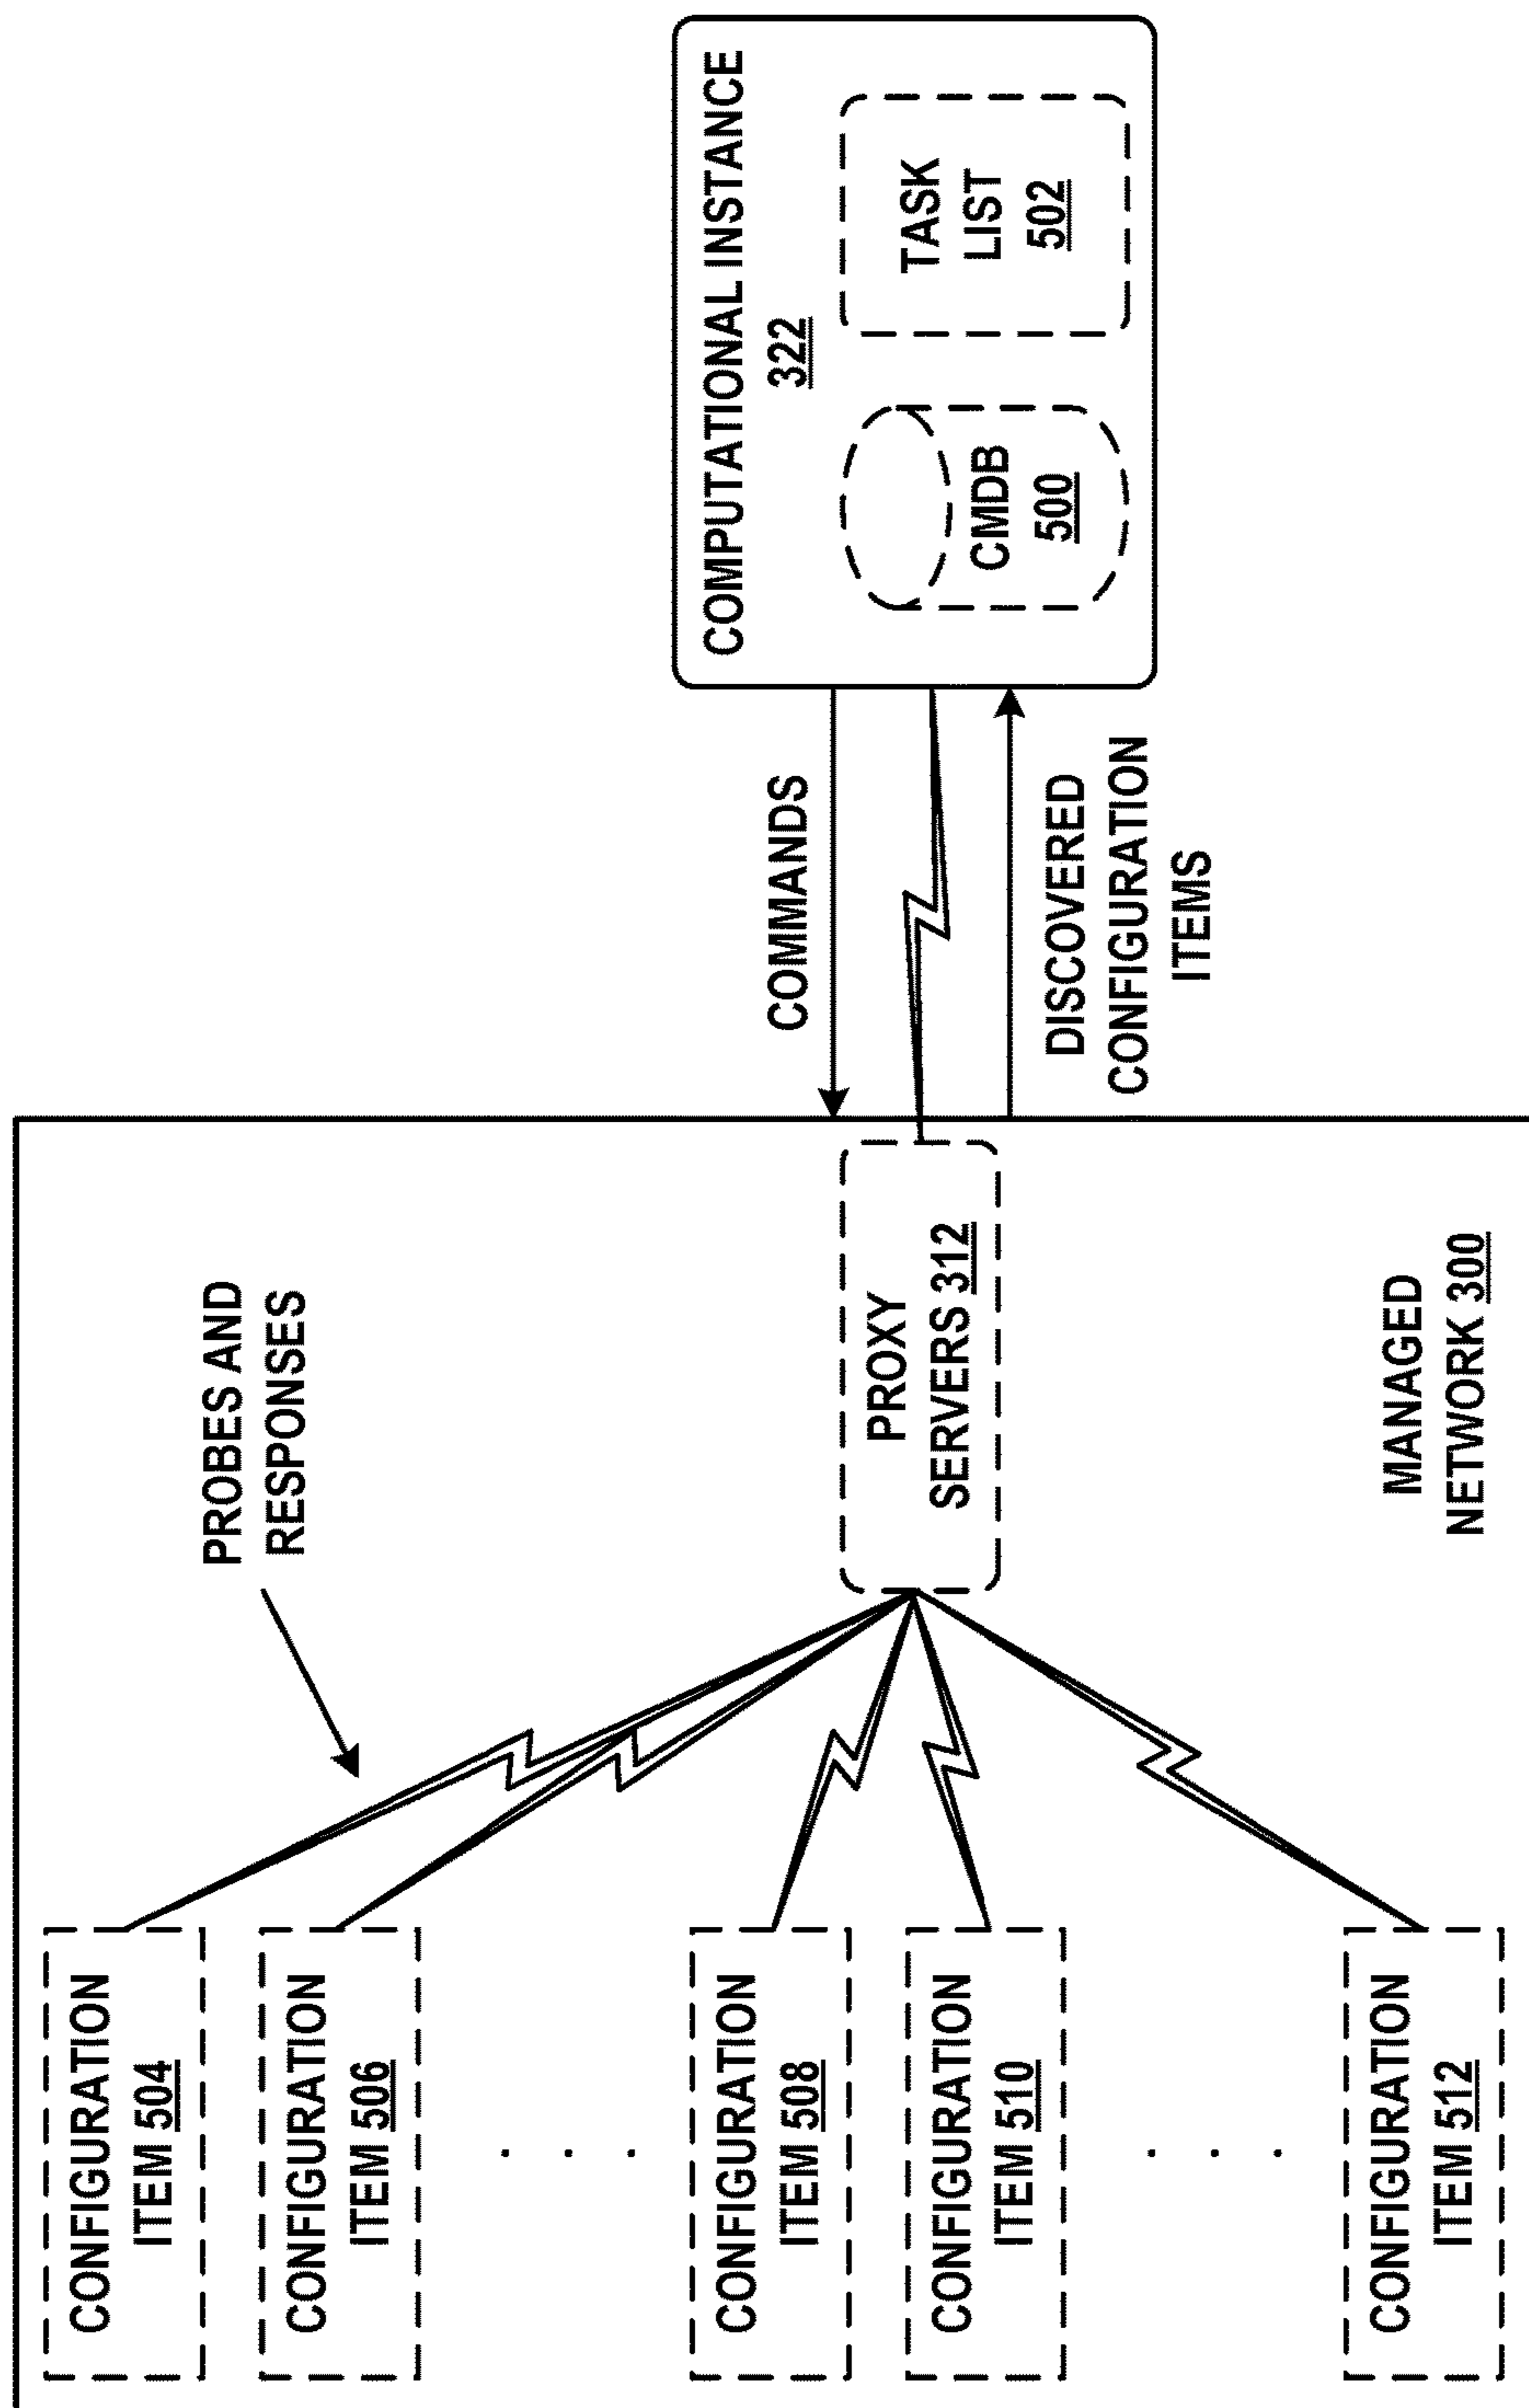 COMPUTATIONAL INSTANCE
322
CMDB
500
TASK
LIST
502
COMMANDS
DISCOVERED
CONFIGURATION
ITEMS
PROBES AND
RESPONSES
PROXY
SERVERS 312
MANAGED
NETWORK 300
CONFIGURATION
ITEM 504
CONFIGURATION
ITEM 506
. . .
CONFIGURATION
ITEM 508
CONFIGURATION
ITEM 510
. . .
CONFIGURATION
ITEM 512